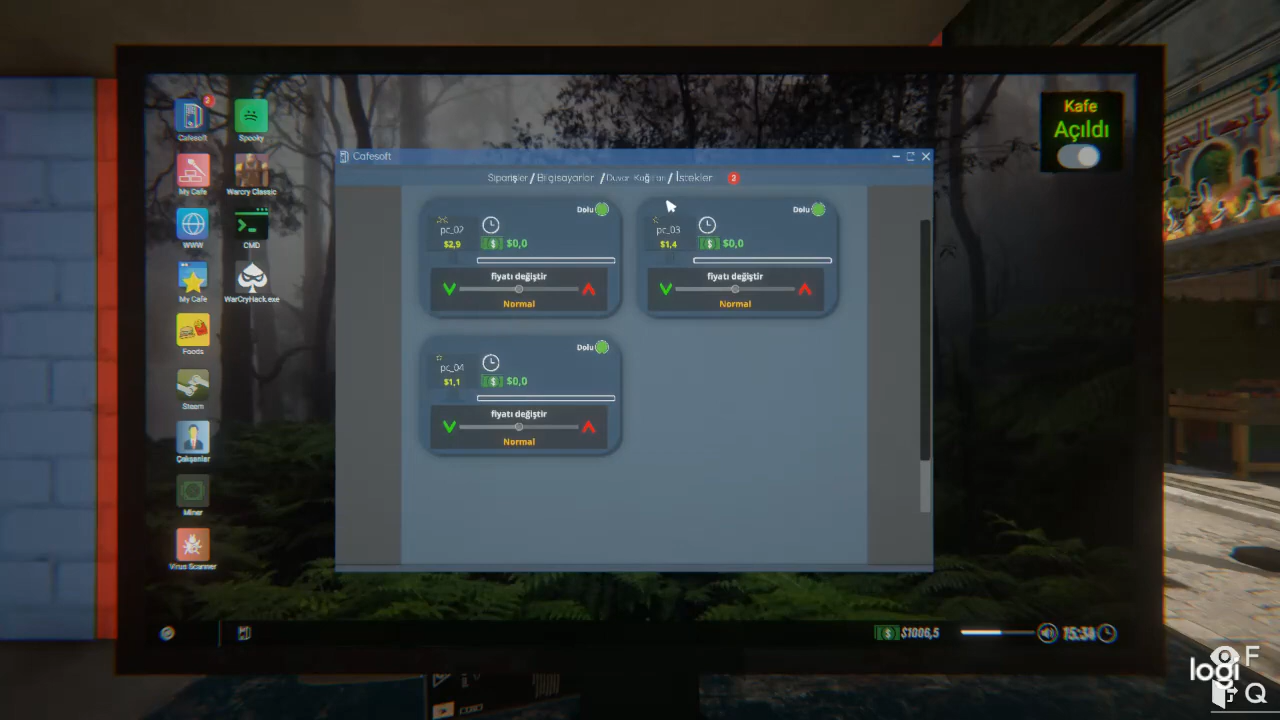 Kafe
Açıldı
Cafesoft
Spooky
My Cafe
Warcry Classic
WWW
CMD
My Cafe
WarCryHack.exe
Foods
Steam
Çalışanlar
Miner
Virus Scanner
2
Cafesoft
Siparişler / Bilgisayarlar / Duvar Kağıtları / İstekler 2
Dolu
pc_02
$2,9
$0,0
fiyatı değiştir
Normal
Dolu
pc_03
$1,4
$0,0
fiyatı değiştir
Normal
Dolu
pc_04
$1,1
$0,0
fiyatı değiştir
Normal
$1006,5
F
logi
Q